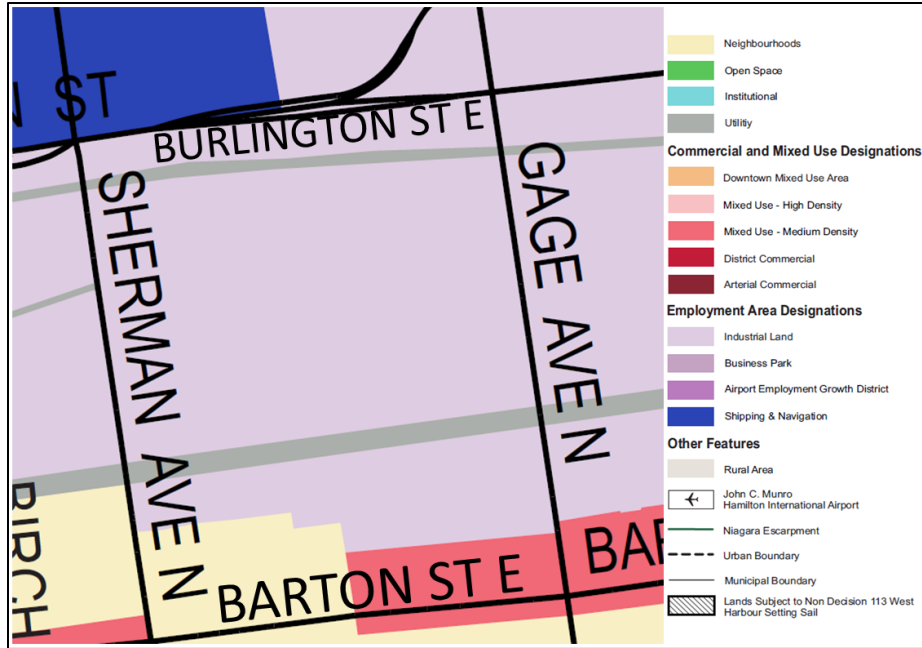 N ST
BURLINGTON ST E
SHERMAN AVE N
GAGE AVE N
BIRCH
BARTON ST E
BAR
Neighbourhoods
Open Space
Institutional
Utilitiy
Commercial and Mixed Use Designations
Downtown Mixed Use Area
Mixed Use - High Density
Mixed Use - Medium Density
District Commercial
Arterial Commercial
Employment Area Designations
Industrial Land
Business Park
Airport Employment Growth District
Shipping & Navigation
Other Features
Rural Area
John C. Munro
Hamilton International Airport
Niagara Escarpment
Urban Boundary
Municipal Boundary
Lands Subject to Non Decision 113 West
Harbour Setting Sail